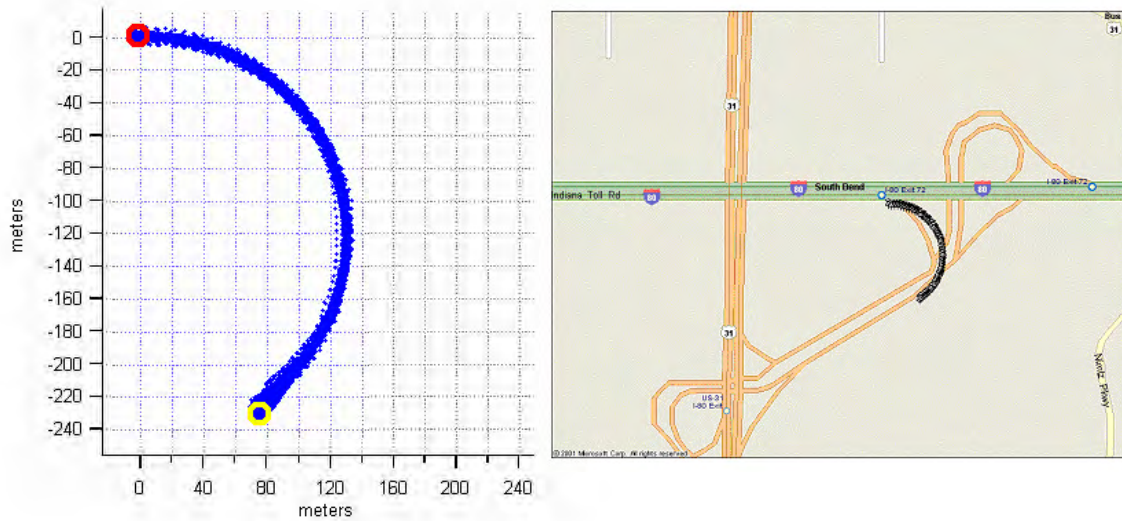 0
-20
-40
-60
-80
-100
-120
-140
-160
-180
-200
-220
-240
meters
0 40 80 120 160 200 240
meters
Bus
31
31
80 South Bend 80 I-80 Exit 72
Indiana Toll Rd 80 I-80 Exit 72
31
US-31
I-80 Exit
Nimtz Pkwy
© 2001 Microsoft Corp. All rights reserved